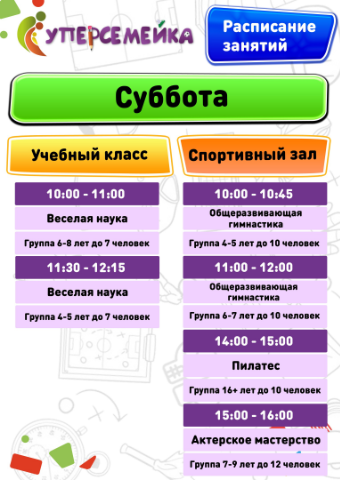 СУПЕРСЕМЕЙКА
Расписание
занятий
Суббота
Учебный класс
10:00 - 11:00
Веселая наука
Группа 6-8 лет до 7 человек
11:30 - 12:15
Веселая наука
Группа 4-5 лет до 7 человек
Спортивный зал
10:00 - 10:45
Общеразвивающая
гимнастика
Группа 4-5 лет до 10 человек
11:00 - 12:00
Общеразвивающая
гимнастика
Группа 6-7 лет до 10 человек
14:00 - 15:00
Пилатес
Группа 16+ лет до 10 человек
15:00 - 16:00
Актерское мастерство
Группа 7-9 лет до 12 человек